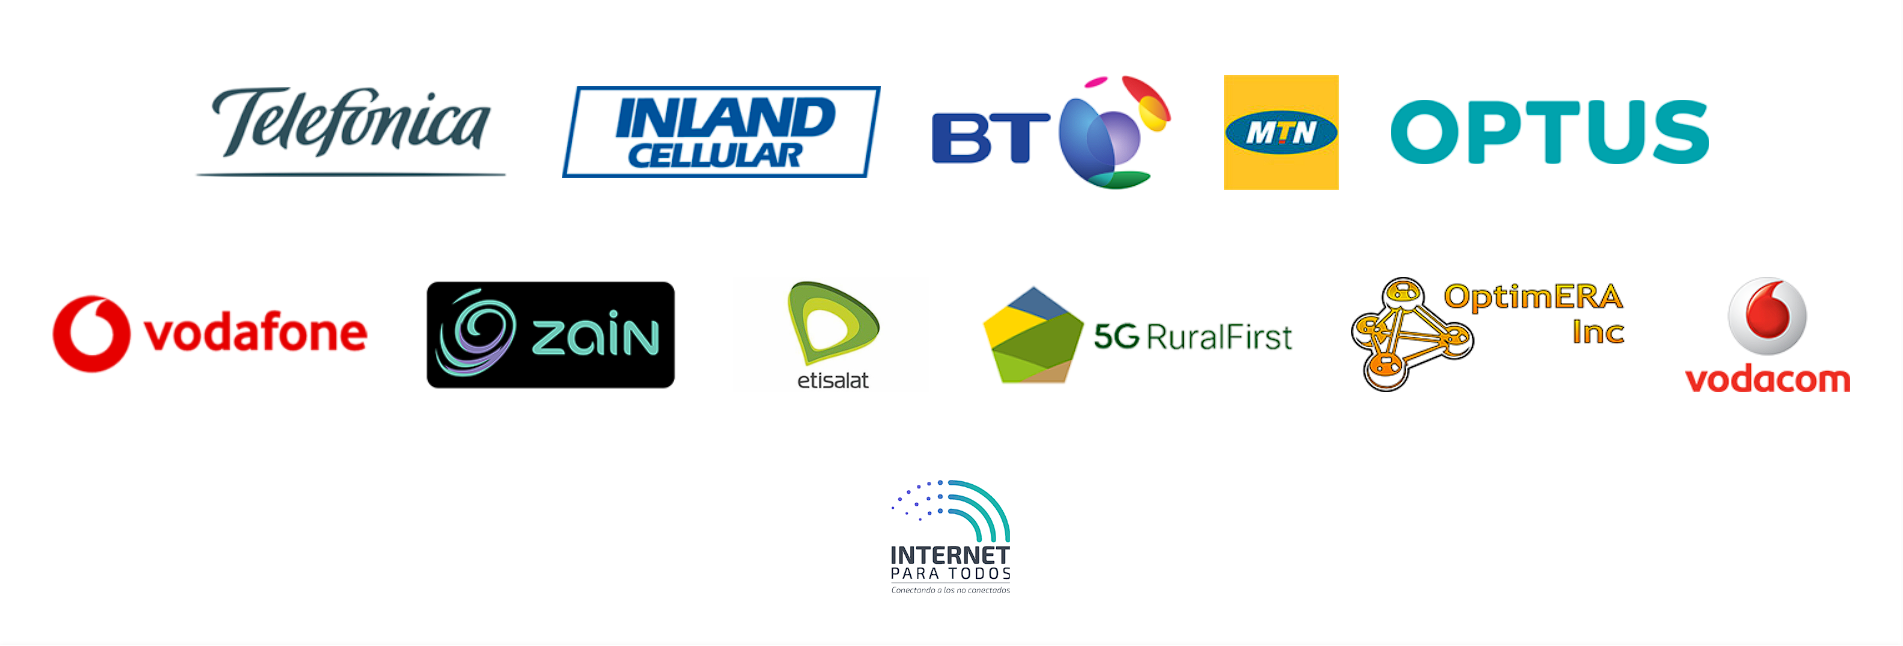 Telefonica
INLAND
CELLULAR
BT
MTN
OPTUS
vodafone
zain
etisalat
5G RuralFirst
OptimERA
Inc
vodacom
INTERNET
PARA TODOS
Conectando a los no conectados